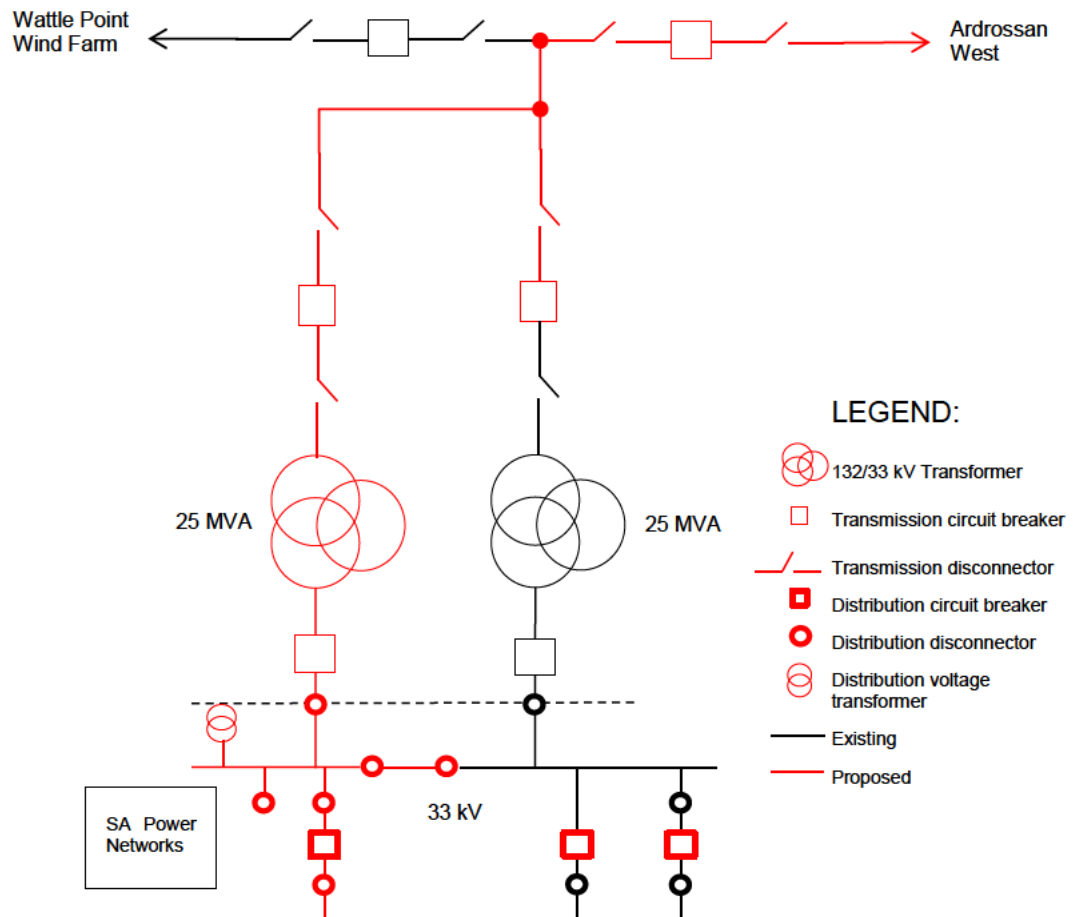 Wattle Point
Wind Farm
Ardrossan
West
25 MVA
25 MVA
LEGEND:
132/33 kV Transformer
Transmission circuit breaker
Transmission disconnector
Distribution circuit breaker
Distribution disconnector
Distribution voltage
transformer
Existing
Proposed
33 kV
SA Power
Networks